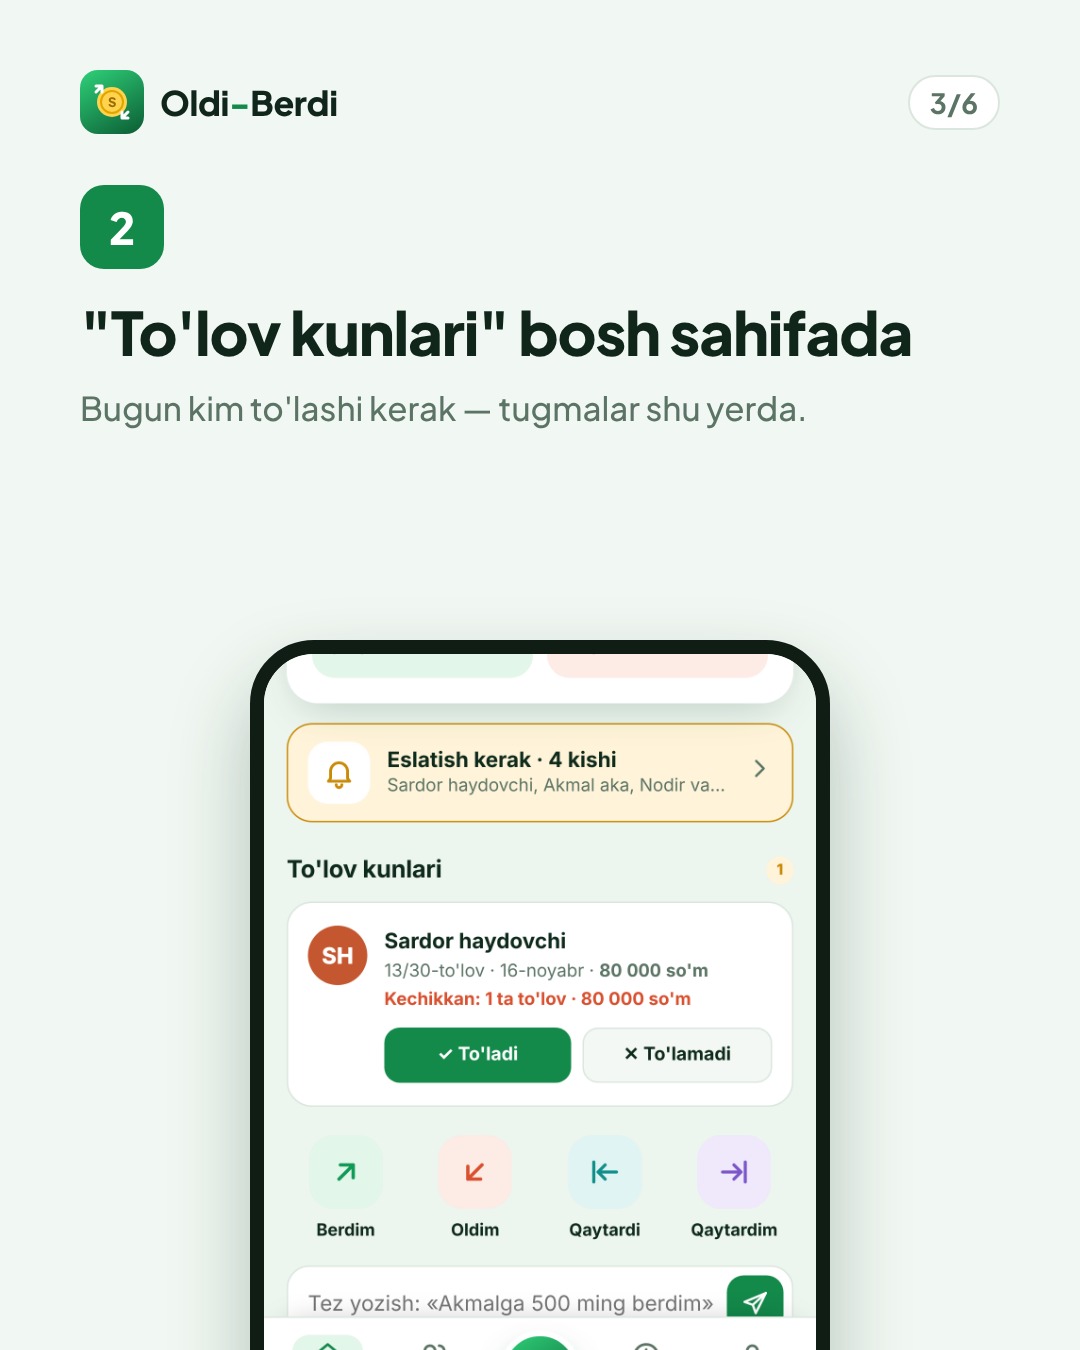 Oldi-Berdi
3/6
2
"To'lov kunlari" bosh sahifada
Bugun kim to'lashi kerak — tugmalar shu yerda.
Eslatish kerak · 4 kishi
Sardor haydovchi, Akmal aka, Nodir va...
To'lov kunlari
1
SH
Sardor haydovchi
13/30-to'lov · 16-noyabr · 80 000 so'm
Kechikkan: 1 ta to'lov · 80 000 so'm
✓ To'ladi
✕ To'lamadi
Berdim
Oldim
Qaytardi
Qaytardim
Tez yozish: «Akmalga 500 ming berdim»